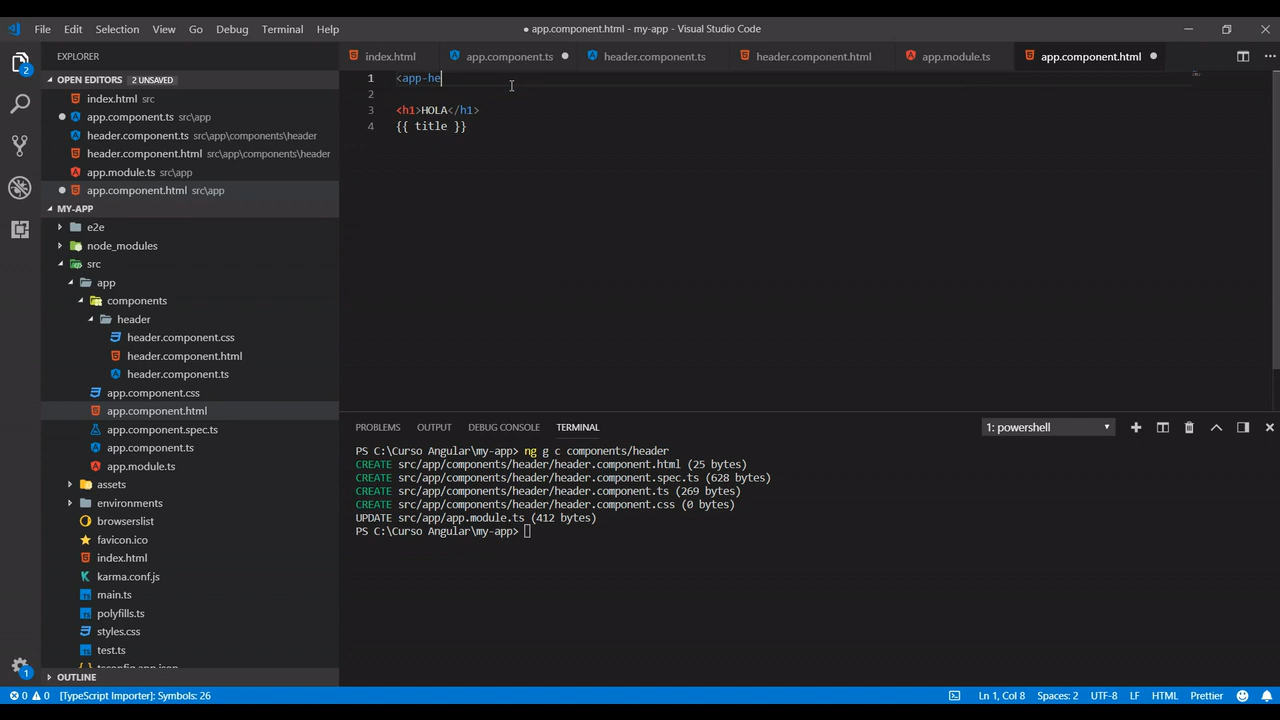 File Edit Selection View Go Debug Terminal Help
● app.component.html - my-app - Visual Studio Code
EXPLORER
OPEN EDITORS 2 UNSAVED
index.html src
app.component.ts src\app
header.component.ts src\app\components\header
header.component.html src\app\components\header
app.module.ts src\app
app.component.html src\app
MY-APP
e2e
node_modules
src
app
components
header
header.component.css
header.component.html
header.component.ts
app.component.css
app.component.html
app.component.spec.ts
app.component.ts
app.module.ts
assets
environments
browserslist
favicon.ico
index.html
karma.conf.js
main.ts
polyfills.ts
styles.css
test.ts
tsconfig.app.json
OUTLINE
2
1
index.html app.component.ts header.component.ts header.component.html app.module.ts app.component.html
1 <app-he
2
3 <h1>HOLA</h1>
4 {{ title }}
PROBLEMS OUTPUT DEBUG CONSOLE TERMINAL 1: powershell
PS C:\Curso Angular\my-app> ng g c components/header
CREATE src/app/components/header/header.component.html (25 bytes)
CREATE src/app/components/header/header.component.spec.ts (628 bytes)
CREATE src/app/components/header/header.component.ts (269 bytes)
CREATE src/app/components/header/header.component.css (0 bytes)
UPDATE src/app/app.module.ts (412 bytes)
PS C:\Curso Angular\my-app>
0 0 [TypeScript Importer]: Symbols: 26 Ln 1, Col 8 Spaces: 2 UTF-8 LF HTML Prettier